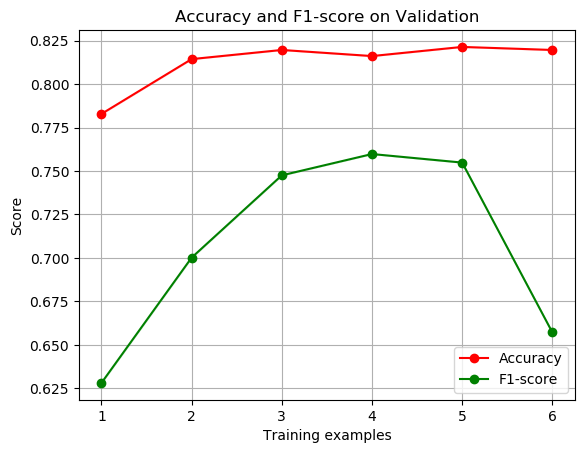 Accuracy and F1-score on Validation
Score
0.825
0.800
0.775
0.750
0.725
0.700
0.675
0.650
0.625
Accuracy
F1-score
1 2 3 4 5 6
Training examples